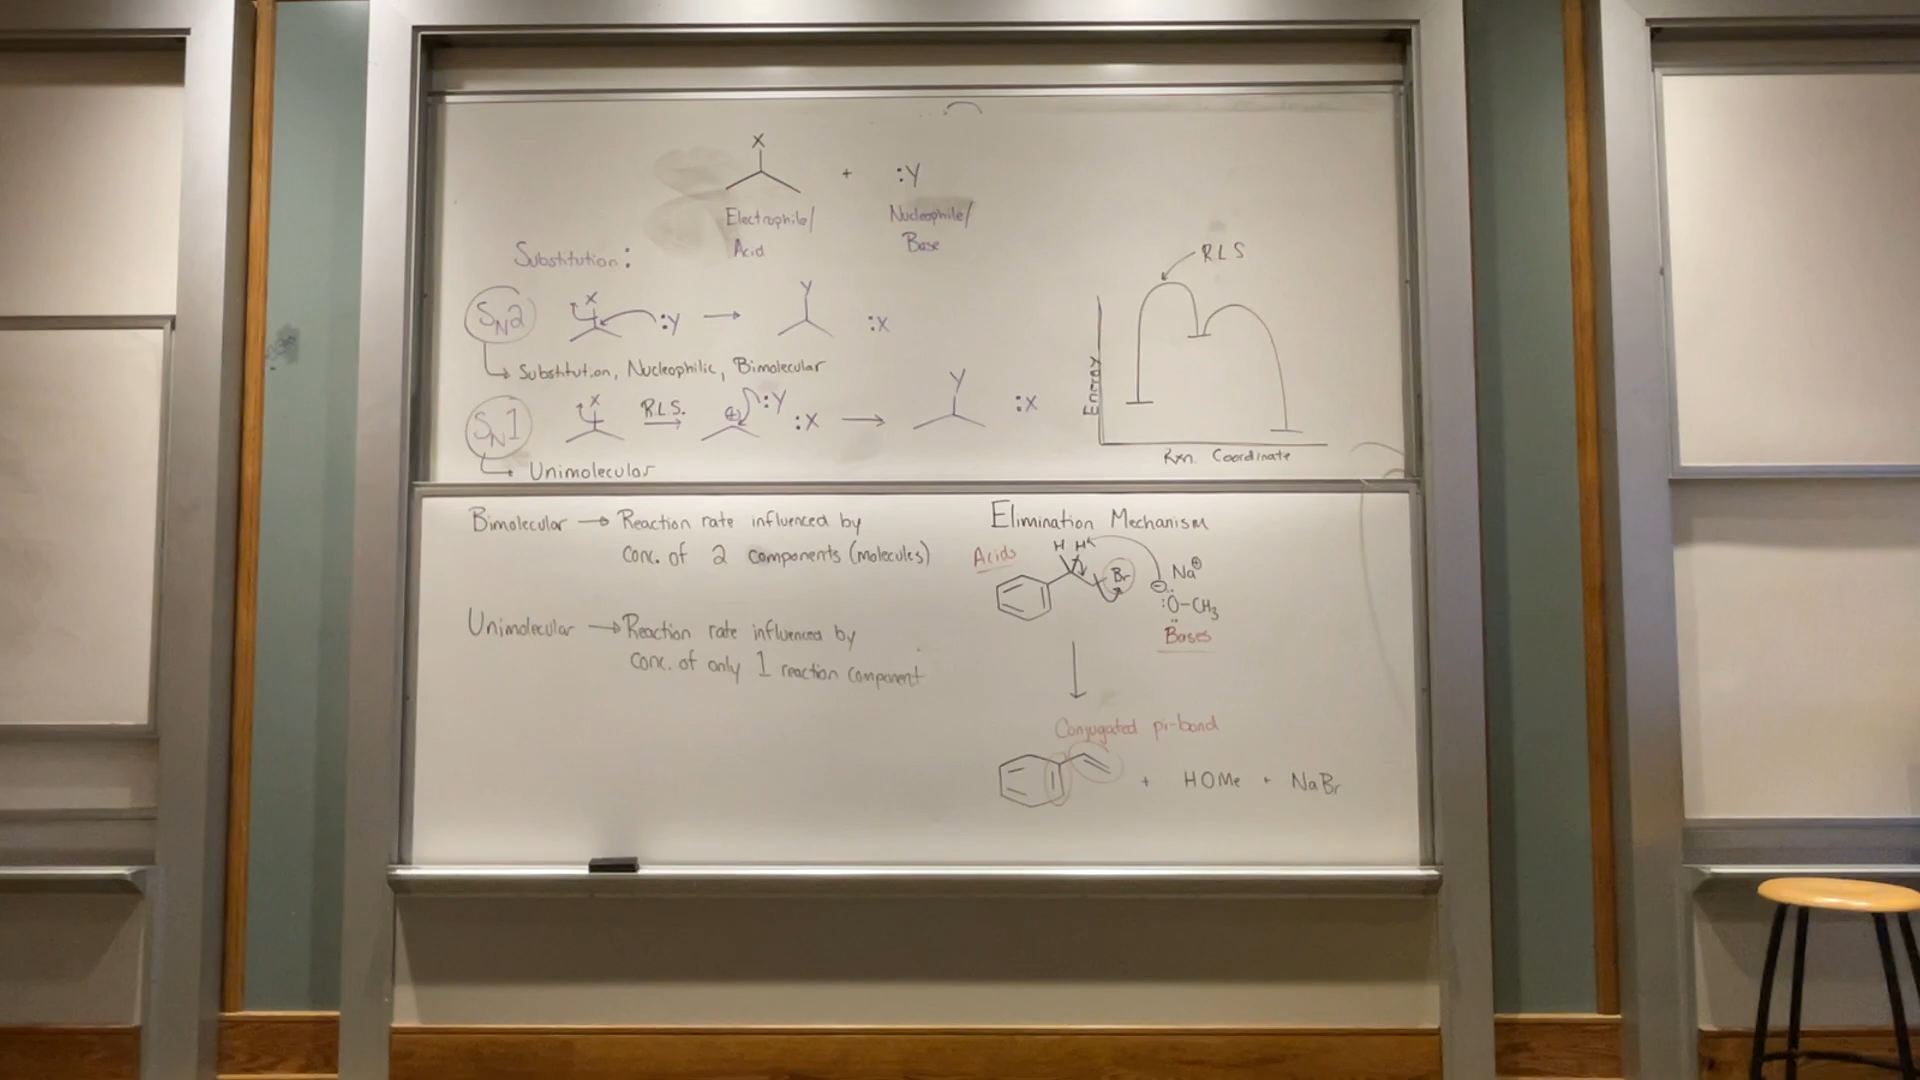 X
+ :Y
Electrophile/
Acid
Nucleophile/
Base
Substitution:
SN2 X :Y → Y :X
Substitution, Nucleophilic, Bimolecular
SN1 X R.L.S. ⊕ :Y :X → Y :X
Unimolecular
RLS
Energy
Rxn. Coordinate
Bimolecular → Reaction rate influenced by
conc. of 2 components (molecules)
Unimolecular → Reaction rate influenced by
conc. of only 1 reaction component
Elimination Mechanism
Acids
H H Br
Na⊕
⊖
:Ö-CH3
Bases
Conjugated pi-bond
+ HOMe + NaBr